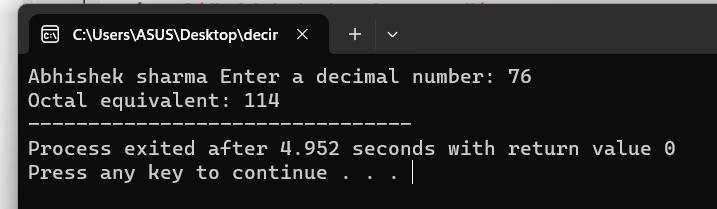 C:\Users\ASUS\Desktop\decir
Abhishek sharma Enter a decimal number: 76
Octal equivalent: 114
--------------------------------
Process exited after 4.952 seconds with return value 0
Press any key to continue . . .